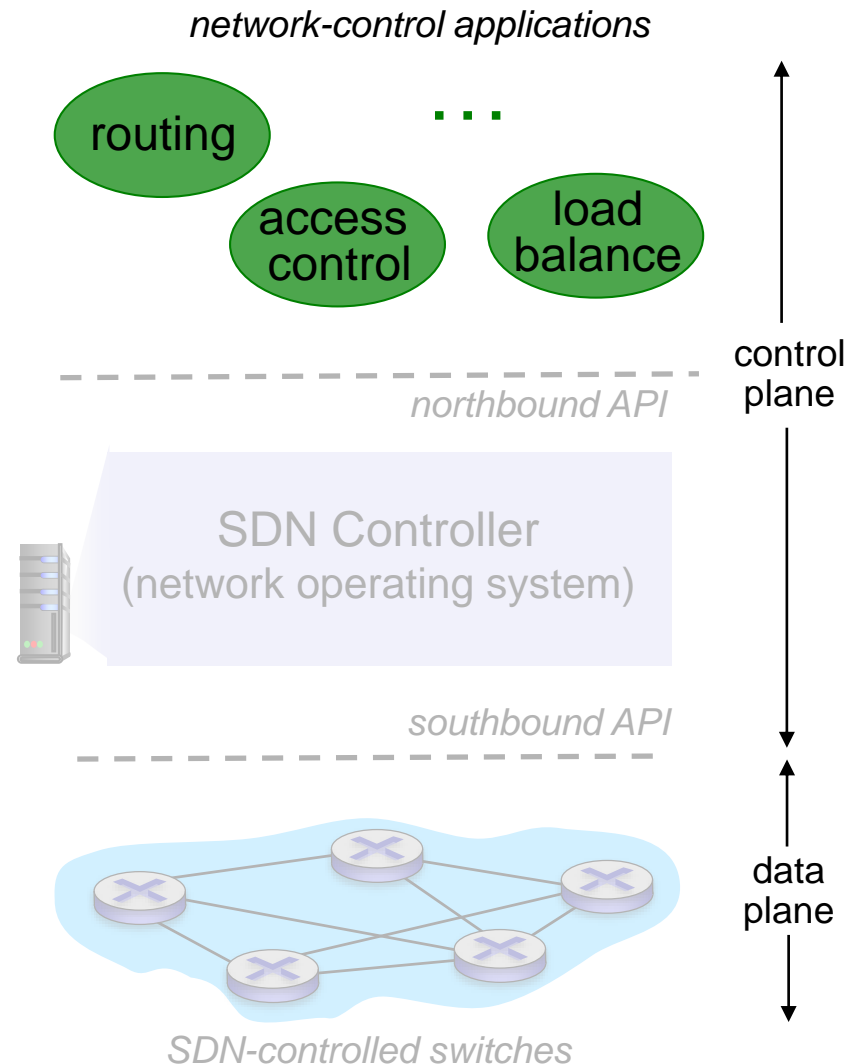 network-control applications
routing
...
access
control
load
balance
control
plane
northbound API
SDN Controller
(network operating system)
southbound API
data
plane
SDN-controlled switches